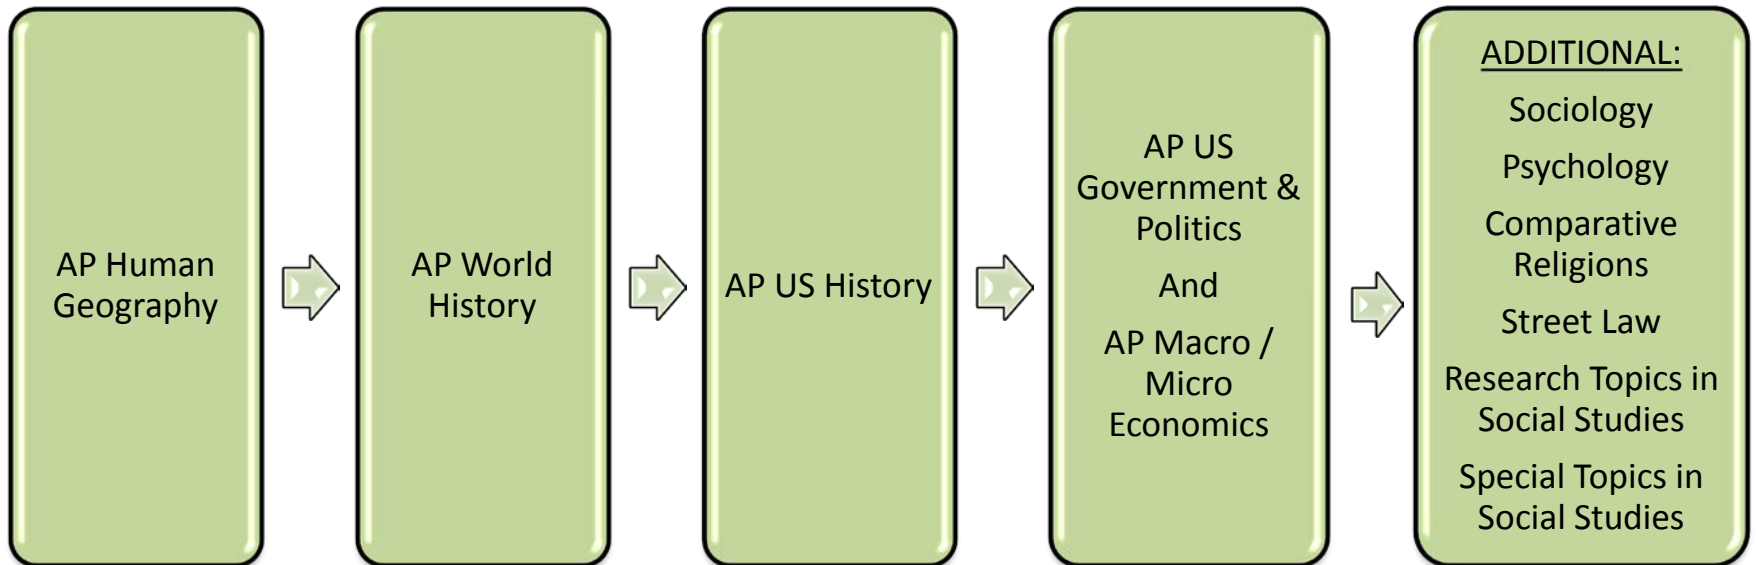 AP Human
Geography
AP World
History
AP US History
AP US
Government &
Politics
And
AP Macro /
Micro
Economics
ADDITIONAL:
Sociology
Psychology
Comparative
Religions
Street Law
Research Topics in
Social Studies
Special Topics in
Social Studies